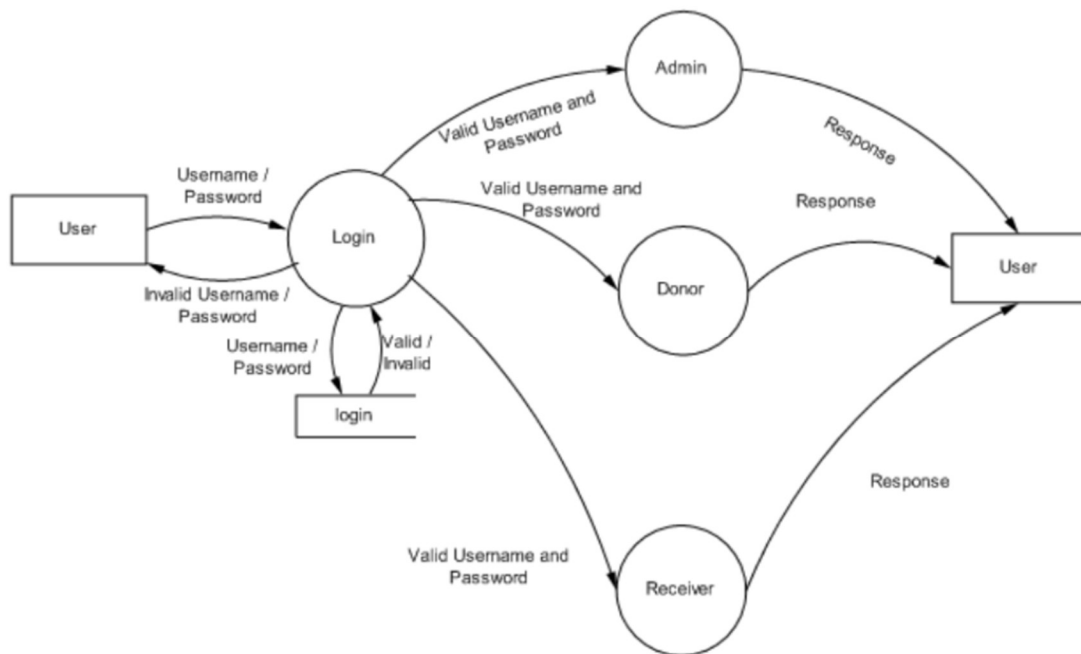 Admin
Valid Username and
Password
Response
Username /
Password
Valid Username and
Password
Response
User
Login
User
Invalid Username /
Password
Donor
Username /
Password
Valid /
Invalid
login
Response
Valid Username and
Password
Receiver